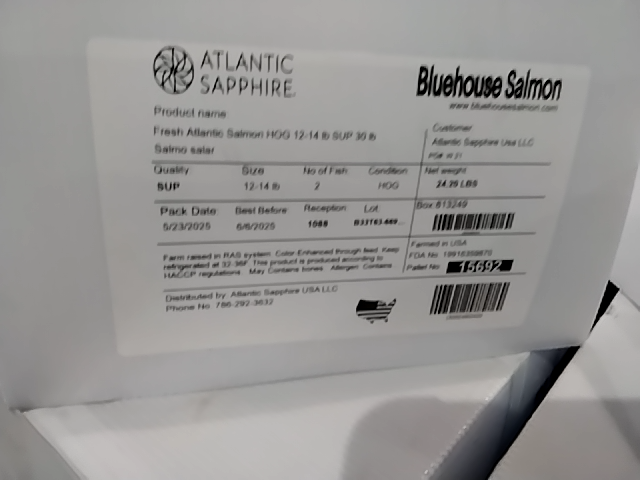 ATLANTIC
SAPPHIRE
Bluehouse Salmon
www.bluehousesalmon.com
Product name
Fresh Atlantic Salmon HOG 12-14 lb SUP 30 lb
Salmo salar
Customer
Atlantic Sapphire Usa LLC
Quality Size No of Fish Condition Net weight
SUP 12-14 lb 2 HOG 24.25 LBS
Pack Date Best Before Reception Lot Box 813249
5/23/2025 6/6/2025 1088
Farm raised in RAS system. Color Enhanced through feed. Keep
refrigerated at 32-36F. This product is produced according to
HACCP regulations. May Contains bones. Allergen: Contains
Farmed in USA
FDA No
Pallet No 15692
Distributed by: Atlantic Sapphire USA LLC
Phone No: 786-292-3632